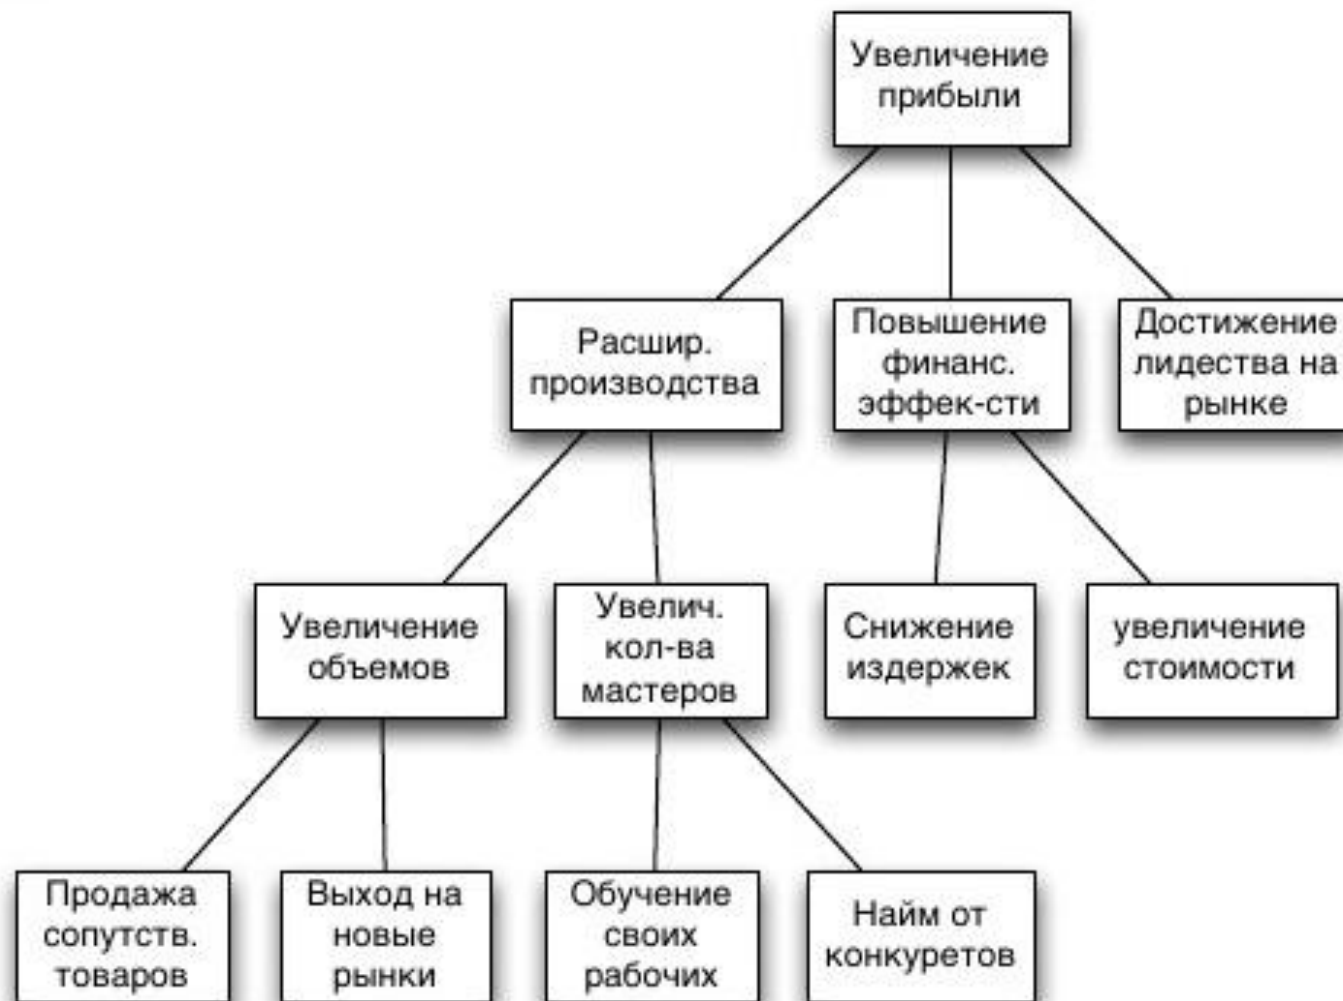 Увеличение
прибыли
Расшир.
производства
Повышение
финанс.
эффек-сти
Достижение
лидества на
рынке
Увеличение
объемов
Увелич.
кол-ва
мастеров
Снижение
издержек
увеличение
стоимости
Продажа
сопутств.
товаров
Выход на
новые
рынки
Обучение
своих
рабочих
Найм от
конкуретов